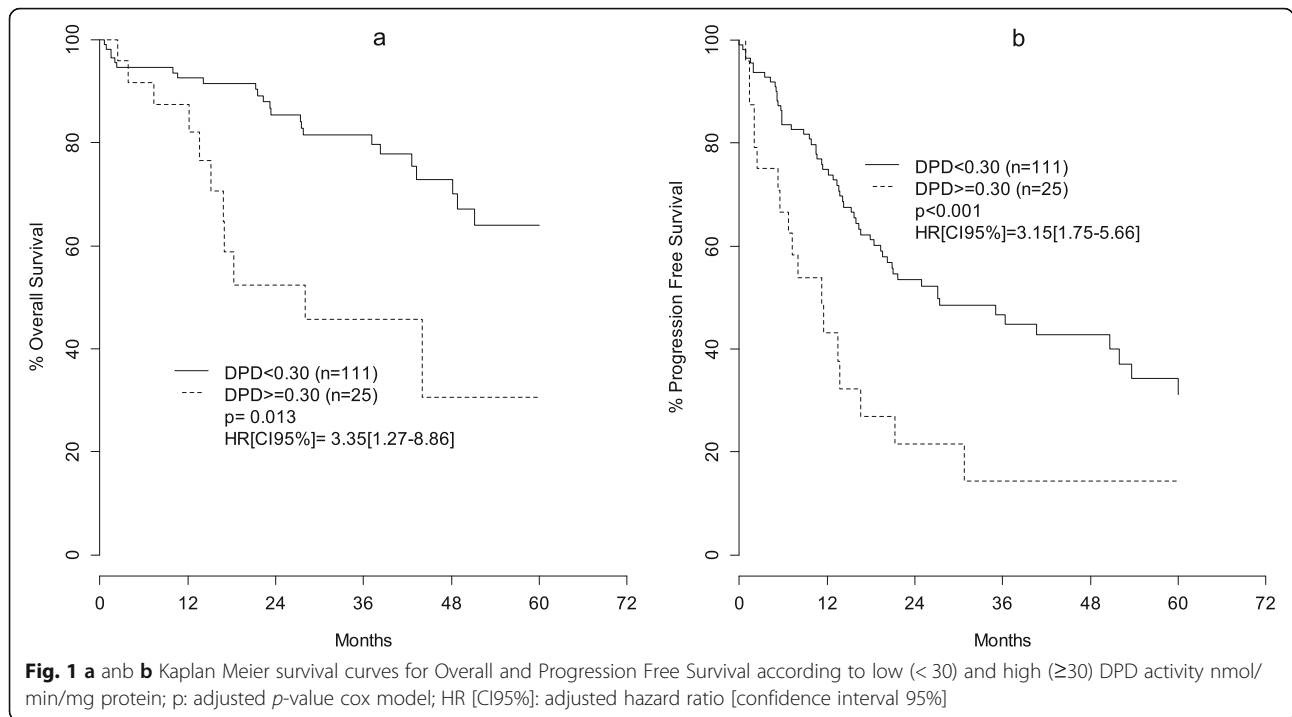 a
% Overall Survival
100
80
60
40
20
0
DPD<0.30 (n=111)
DPD>=0.30 (n=25)
p= 0.013
HR[CI95%]= 3.35[1.27-8.86]
0 12 24 36 48 60 72
Months
b
% Progression Free Survival
100
80
60
40
20
0
DPD<0.30 (n=111)
DPD>=0.30 (n=25)
p<0.001
HR[CI95%]=3.15[1.75-5.66]
0 12 24 36 48 60 72
Months
Fig. 1 a anb b Kaplan Meier survival curves for Overall and Progression Free Survival according to low (< 30) and high (≥30) DPD activity nmol/
min/mg protein; p: adjusted p-value cox model; HR [CI95%]: adjusted hazard ratio [confidence interval 95%]